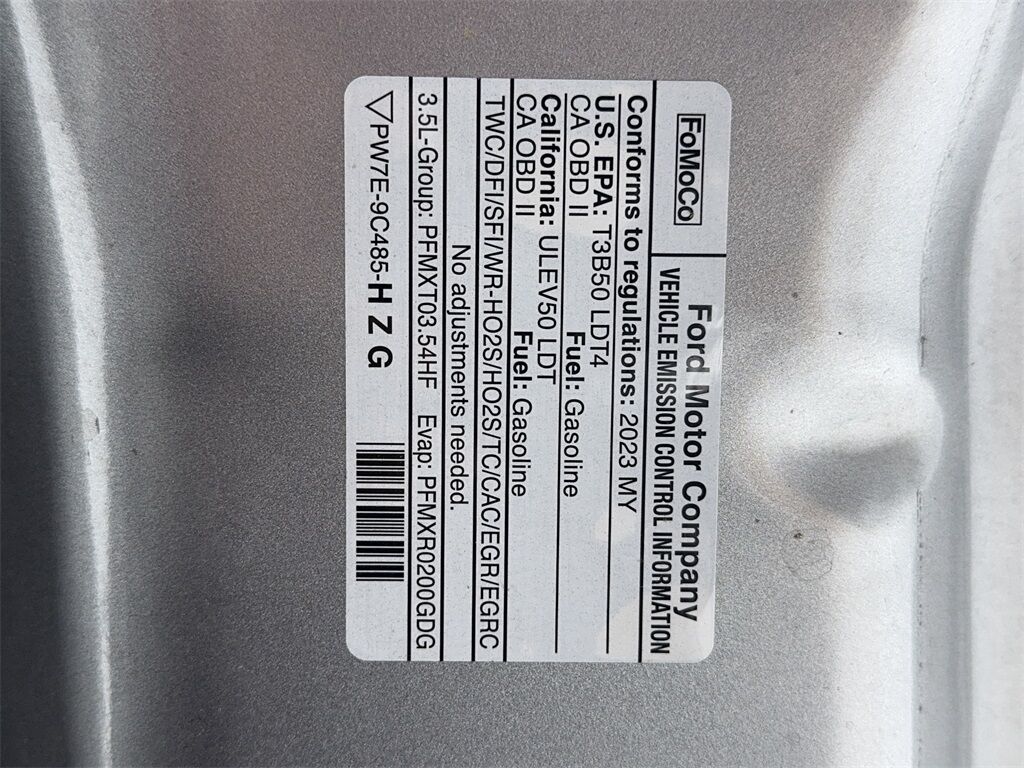 FoMoCo
Ford Motor Company
VEHICLE EMISSION CONTROL INFORMATION
Conforms to regulations: 2023 MY
U.S. EPA: T3B50 LDT4 Fuel: Gasoline
CA OBD II
California: ULEV50 LDT Fuel: Gasoline
CA OBD II
TWC/DFI/SFI/WR-HO2S/HO2S/TC/CAC/EGR/EGRC
No adjustments needed.
3.5L-Group: PFMXT03.54HF Evap: PFMXR0200GDG
PW7E-9C485-H Z G